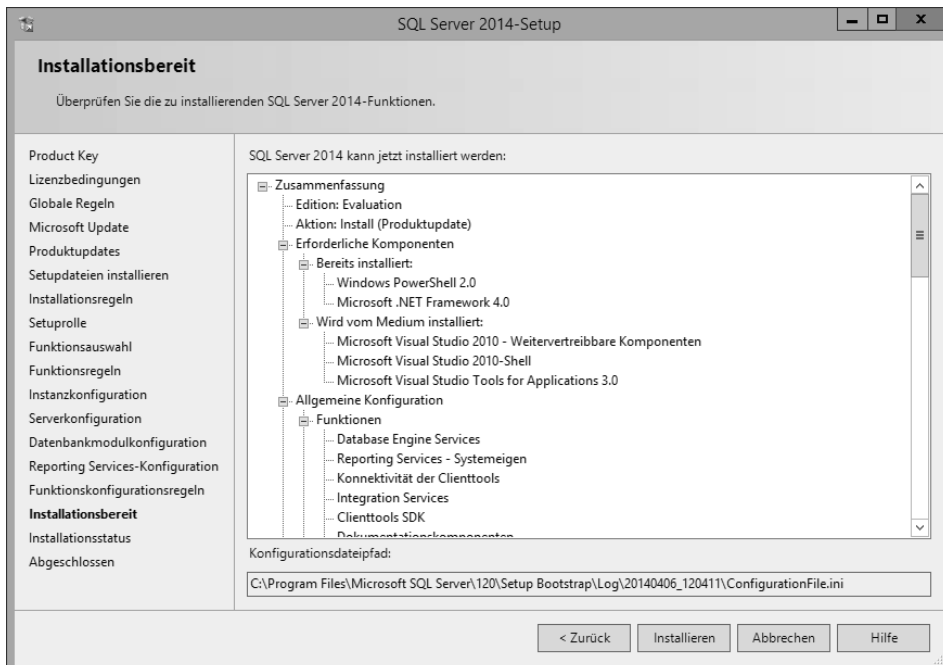 SQL Server 2014-Setup
Installationsbereit
Überprüfen Sie die zu installierenden SQL Server 2014-Funktionen.
Product Key
Lizenzbedingungen
Globale Regeln
Microsoft Update
Produktupdates
Setupdateien installieren
Installationsregeln
Setuprolle
Funktionsauswahl
Funktionsregeln
Instanzkonfiguration
Serverkonfiguration
Datenbankmodulkonfiguration
Reporting Services-Konfiguration
Funktionskonfigurationsregeln
Installationsbereit
Installationsstatus
Abgeschlossen
SQL Server 2014 kann jetzt installiert werden:
Zusammenfassung
Edition: Evaluation
Aktion: Install (Produktupdate)
Erforderliche Komponenten
Bereits installiert:
Windows PowerShell 2.0
Microsoft .NET Framework 4.0
Wird vom Medium installiert:
Microsoft Visual Studio 2010 - Weitervertreibbare Komponenten
Microsoft Visual Studio 2010-Shell
Microsoft Visual Studio Tools for Applications 3.0
Allgemeine Konfiguration
Funktionen
Database Engine Services
Reporting Services - Systemeigen
Konnektivität der Clienttools
Integration Services
Clienttools SDK
Dokumentationskomponenten
Konfigurationsdateipfad:
C:\Program Files\Microsoft SQL Server\120\Setup Bootstrap\Log\20140406_120411\ConfigurationFile.ini
< Zurück
Installieren
Abbrechen
Hilfe